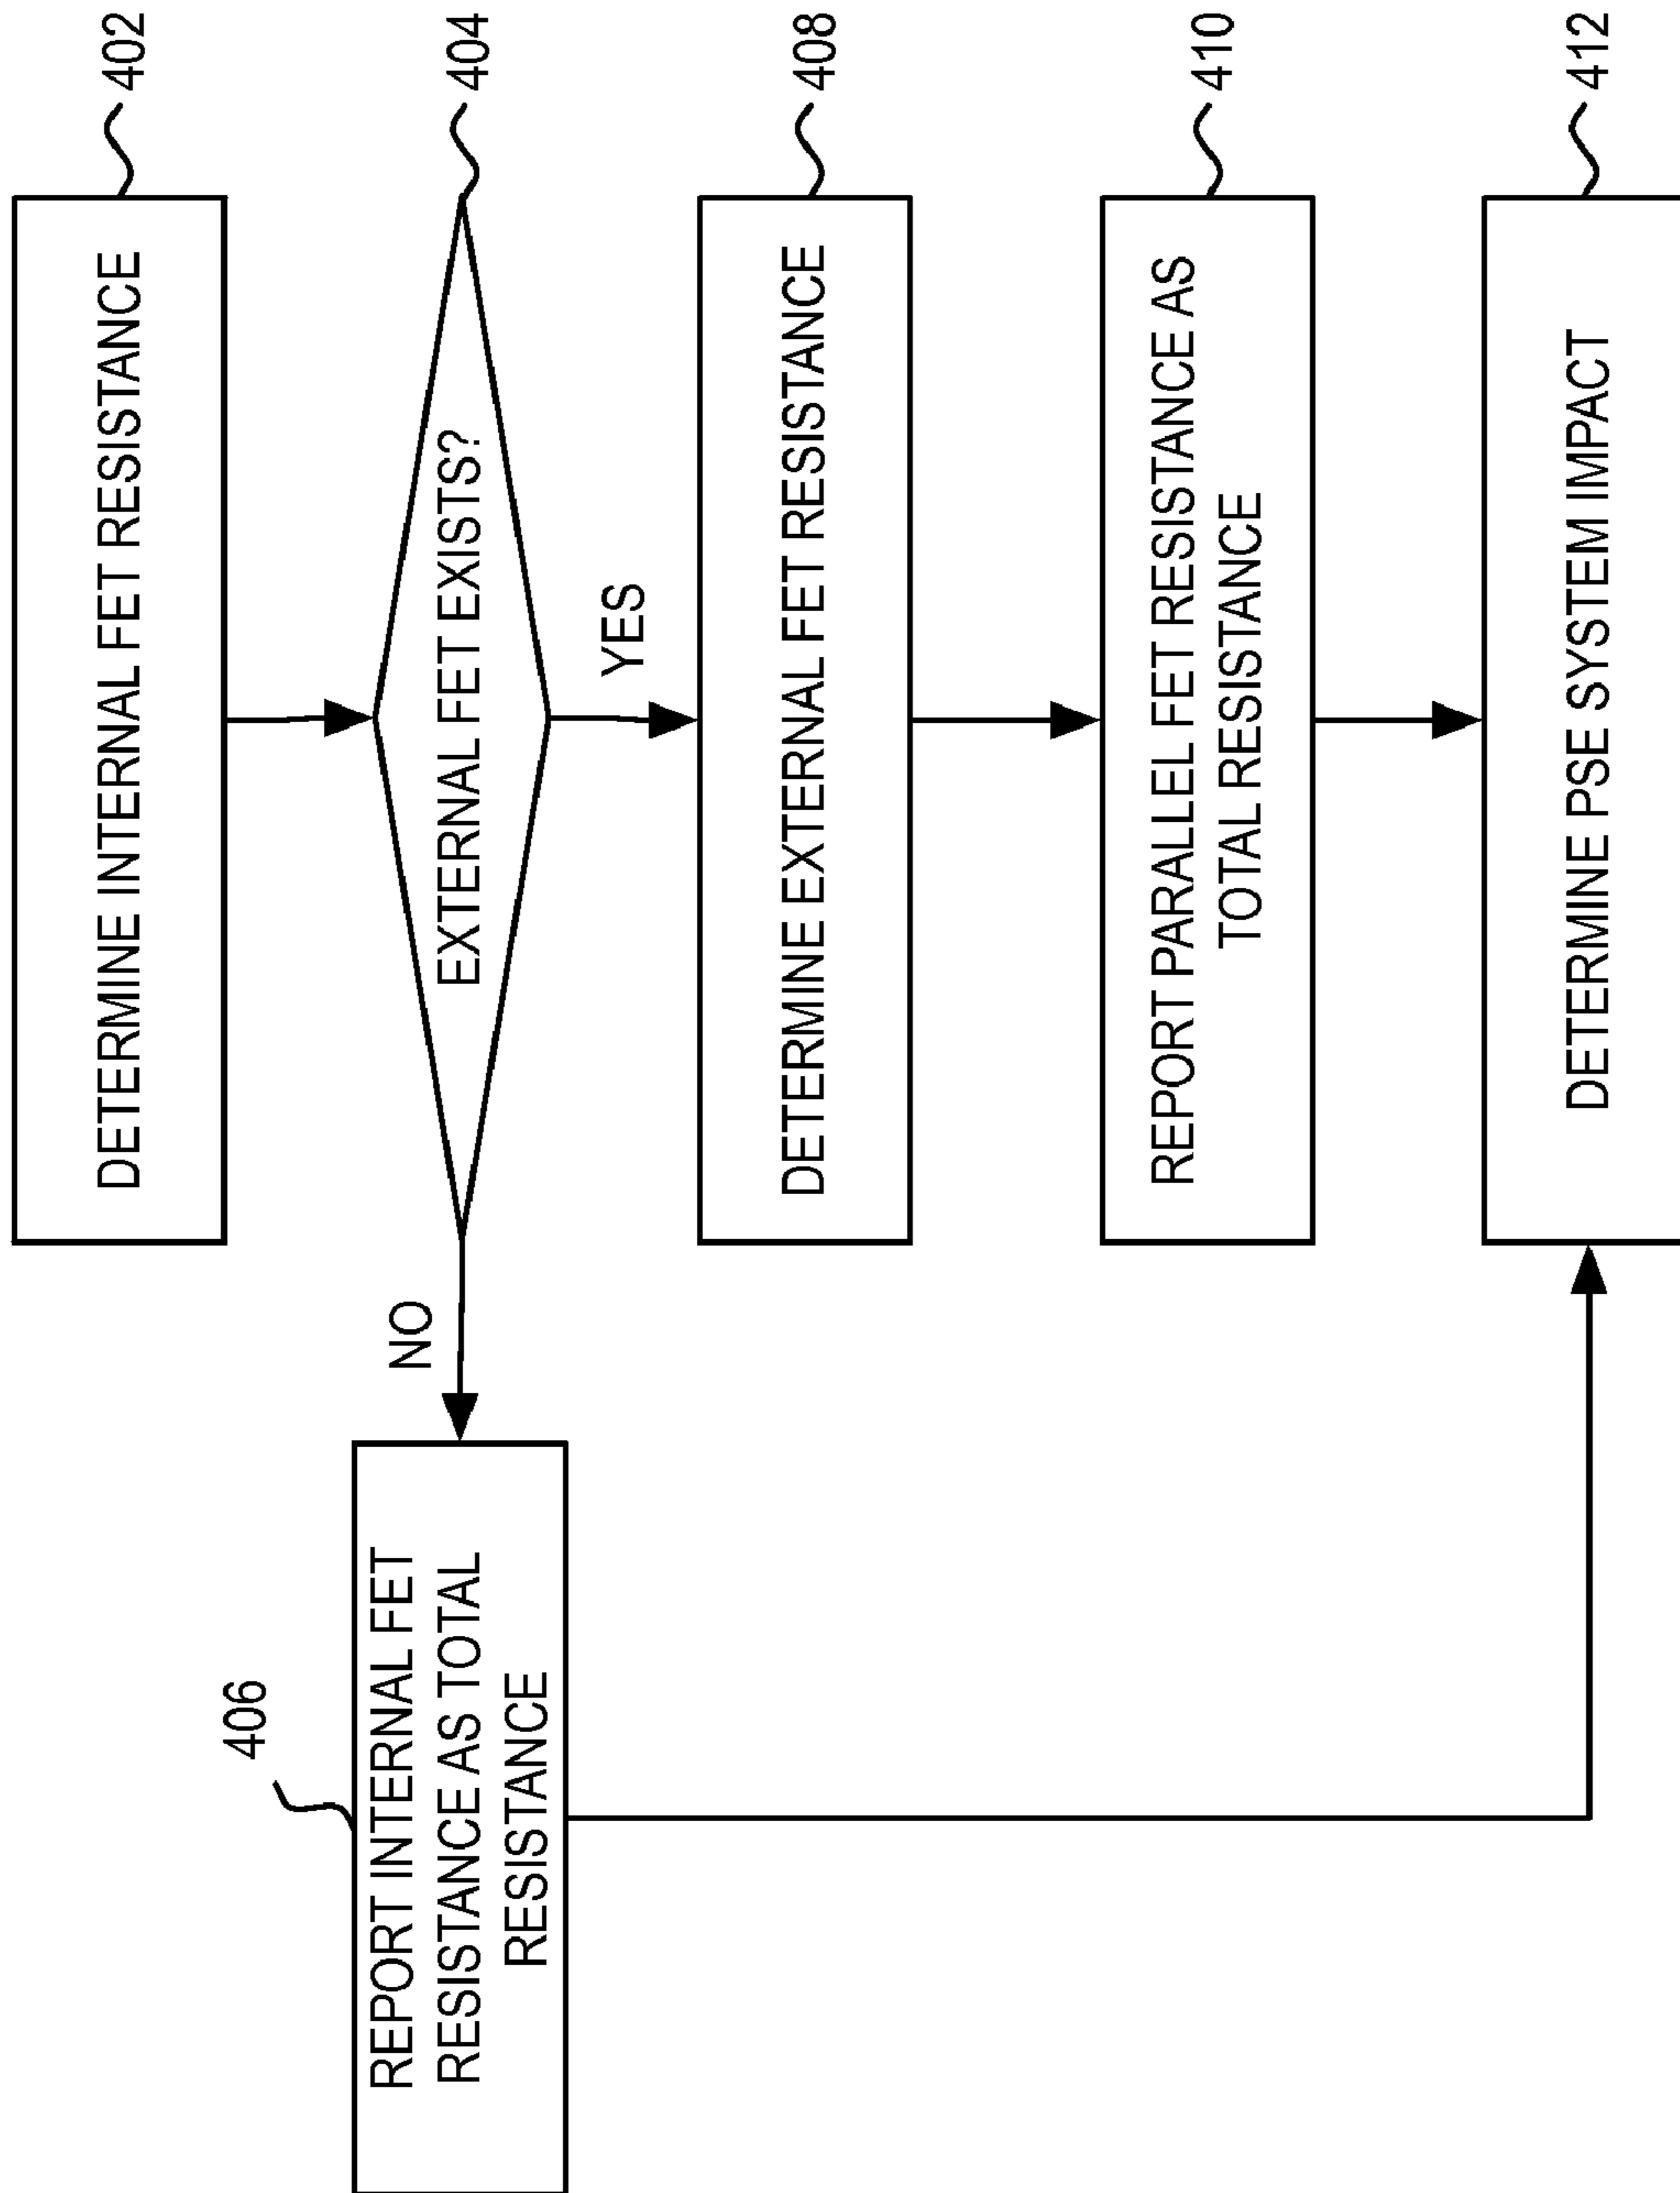 DETERMINE INTERNAL FET RESISTANCE
402
EXTERNAL FET EXISTS?
404
NO
YES
406
REPORT INTERNAL FET
RESISTANCE AS TOTAL
RESISTANCE
DETERMINE EXTERNAL FET RESISTANCE
408
REPORT PARALLEL FET RESISTANCE AS
TOTAL RESISTANCE
410
DETERMINE PSE SYSTEM IMPACT
412